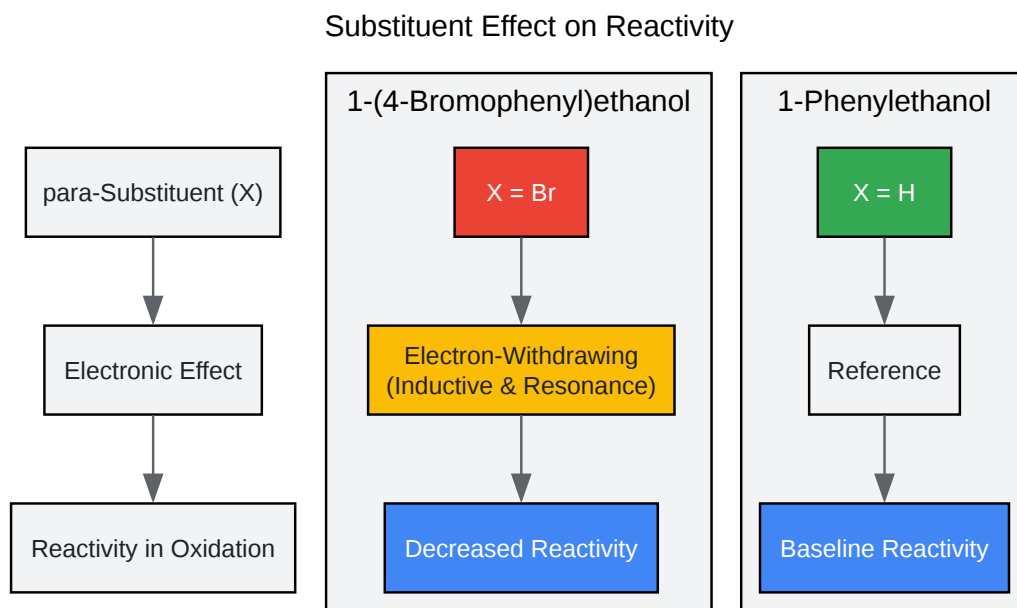 Substituent Effect on Reactivity
1-(4-Bromophenyl)ethanol
1-Phenylethanol
para-Substituent (X)
X = Br
X = H
Electronic Effect
Electron-Withdrawing
(Inductive & Resonance)
Reference
Reactivity in Oxidation
Decreased Reactivity
Baseline Reactivity